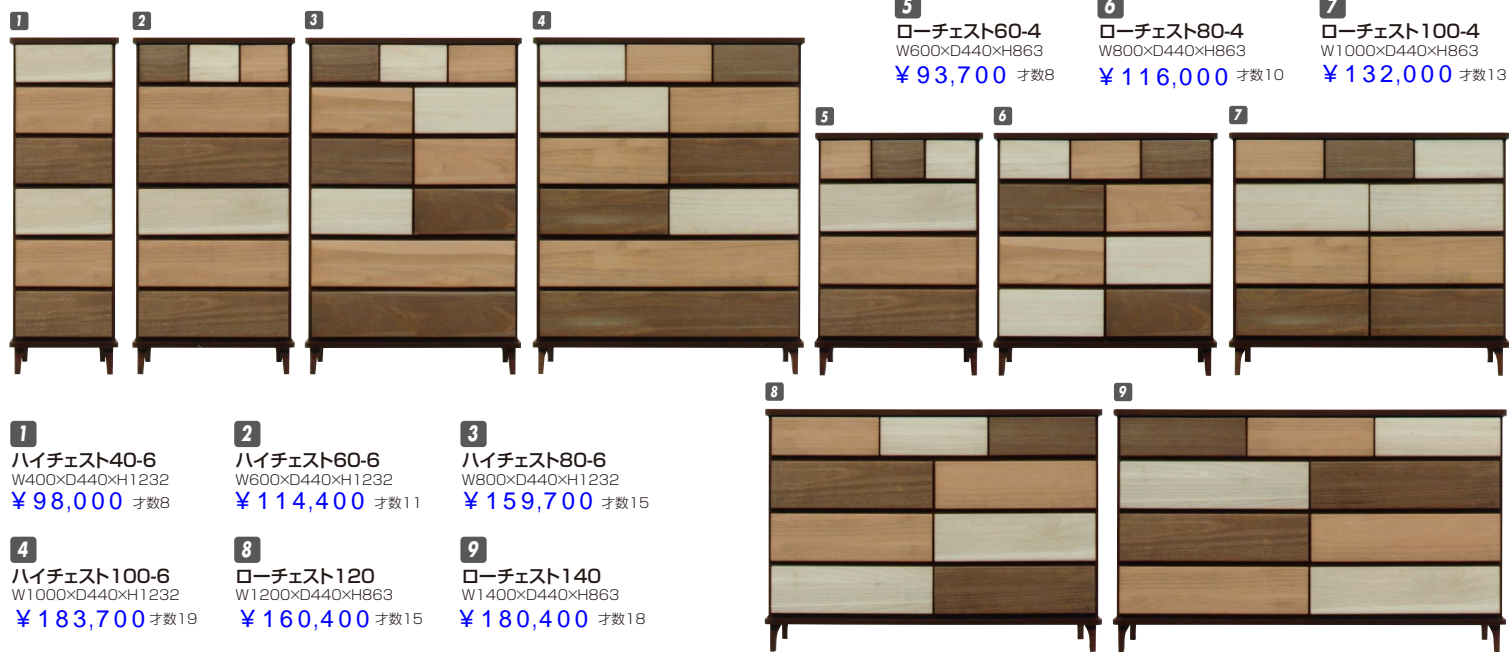 1
2
3
4
5
ローチェスト60-4
W600×D440×H863
¥93,700 才数8
6
ローチェスト80-4
W800×D440×H863
¥116,000 才数10
7
ローチェスト100-4
W1000×D440×H863
¥132,000 才数13
5
6
7
8
9
1
ハイチェスト40-6
W400×D440×H1232
¥98,000 才数8
2
ハイチェスト60-6
W600×D440×H1232
¥114,400 才数11
3
ハイチェスト80-6
W800×D440×H1232
¥159,700 才数15
4
ハイチェスト100-6
W1000×D440×H1232
¥183,700 才数19
8
ローチェスト120
W1200×D440×H863
¥160,400 才数15
9
ローチェスト140
W1400×D440×H863
¥180,400 才数18